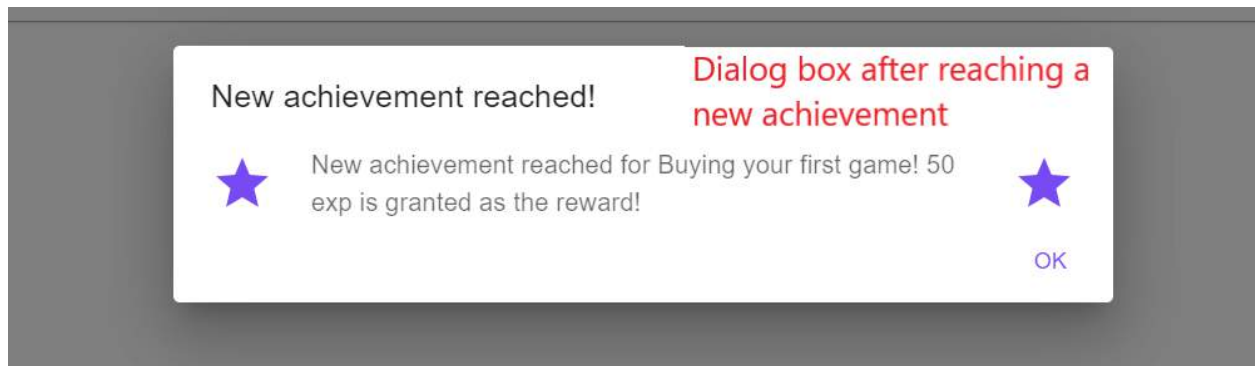 New achievement reached!
Dialog box after reaching a
new achievement
New achievement reached for Buying your first game! 50
exp is granted as the reward!
OK